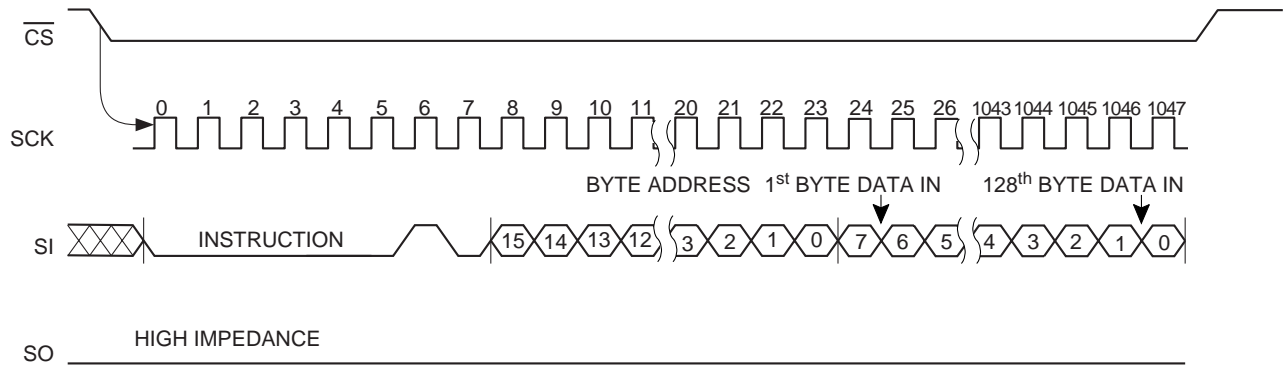 CS
0 1 2 3 4 5 6 7 8 9 10 11 20 21 22 23 24 25 26 1043 1044 1045 1046 1047
SCK
BYTE ADDRESS 1st BYTE DATA IN 128th BYTE DATA IN
SI INSTRUCTION 15 14 13 12 3 2 1 0 7 6 5 4 3 2 1 0
HIGH IMPEDANCE
SO